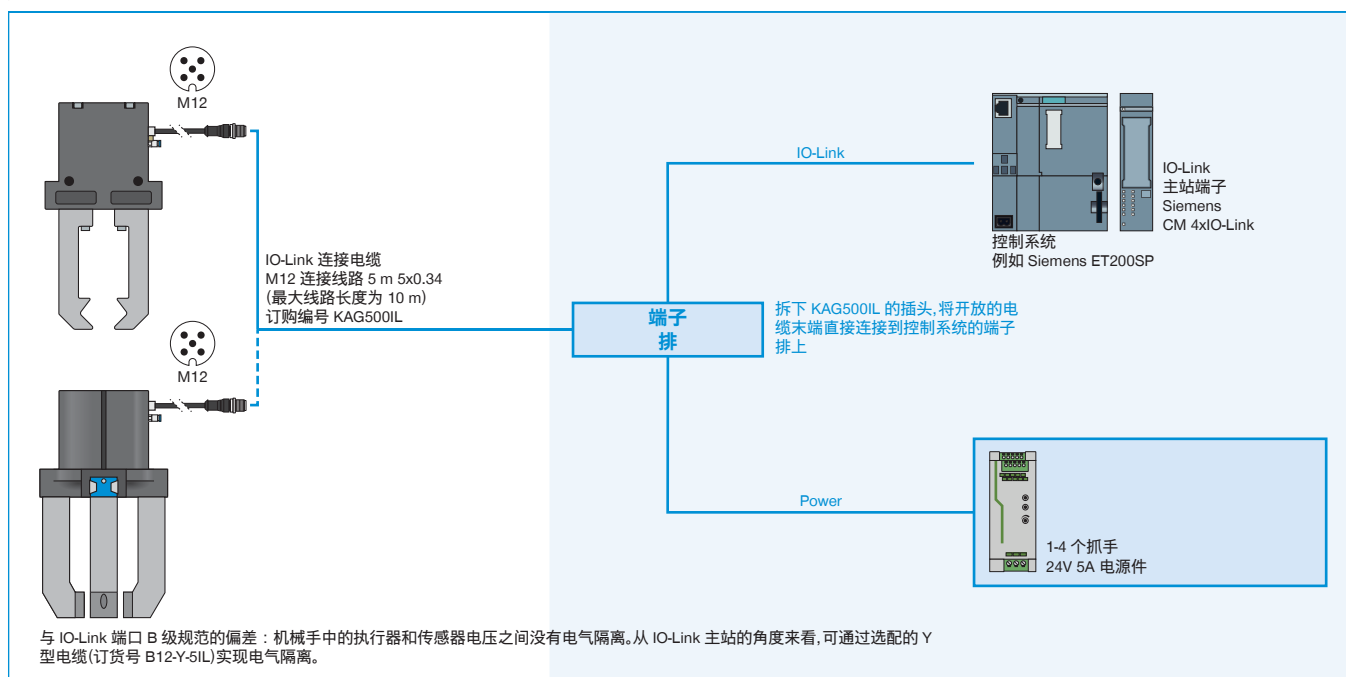 M12
IO-Link 连接电缆
M12 连接线路 5 m 5x0.34
(最大线路长度为 10 m)
订购编号 KAG500IL
M12
端子
排
拆下 KAG500IL 的插头,将开放的电
缆末端直接连接到控制系统的端子
排上
IO-Link
控制系统
例如 Siemens ET200SP
IO-Link
主站端子
Siemens
CM 4xIO-Link
Power
1-4 个抓手
24V 5A 电源件
与 IO-Link 端口 B 级规范的偏差：机械手中的执行器和传感器电压之间没有电气隔离。从 IO-Link 主站的角度来看,可通过选配的 Y
型电缆(订货号 B12-Y-5IL)实现电气隔离。